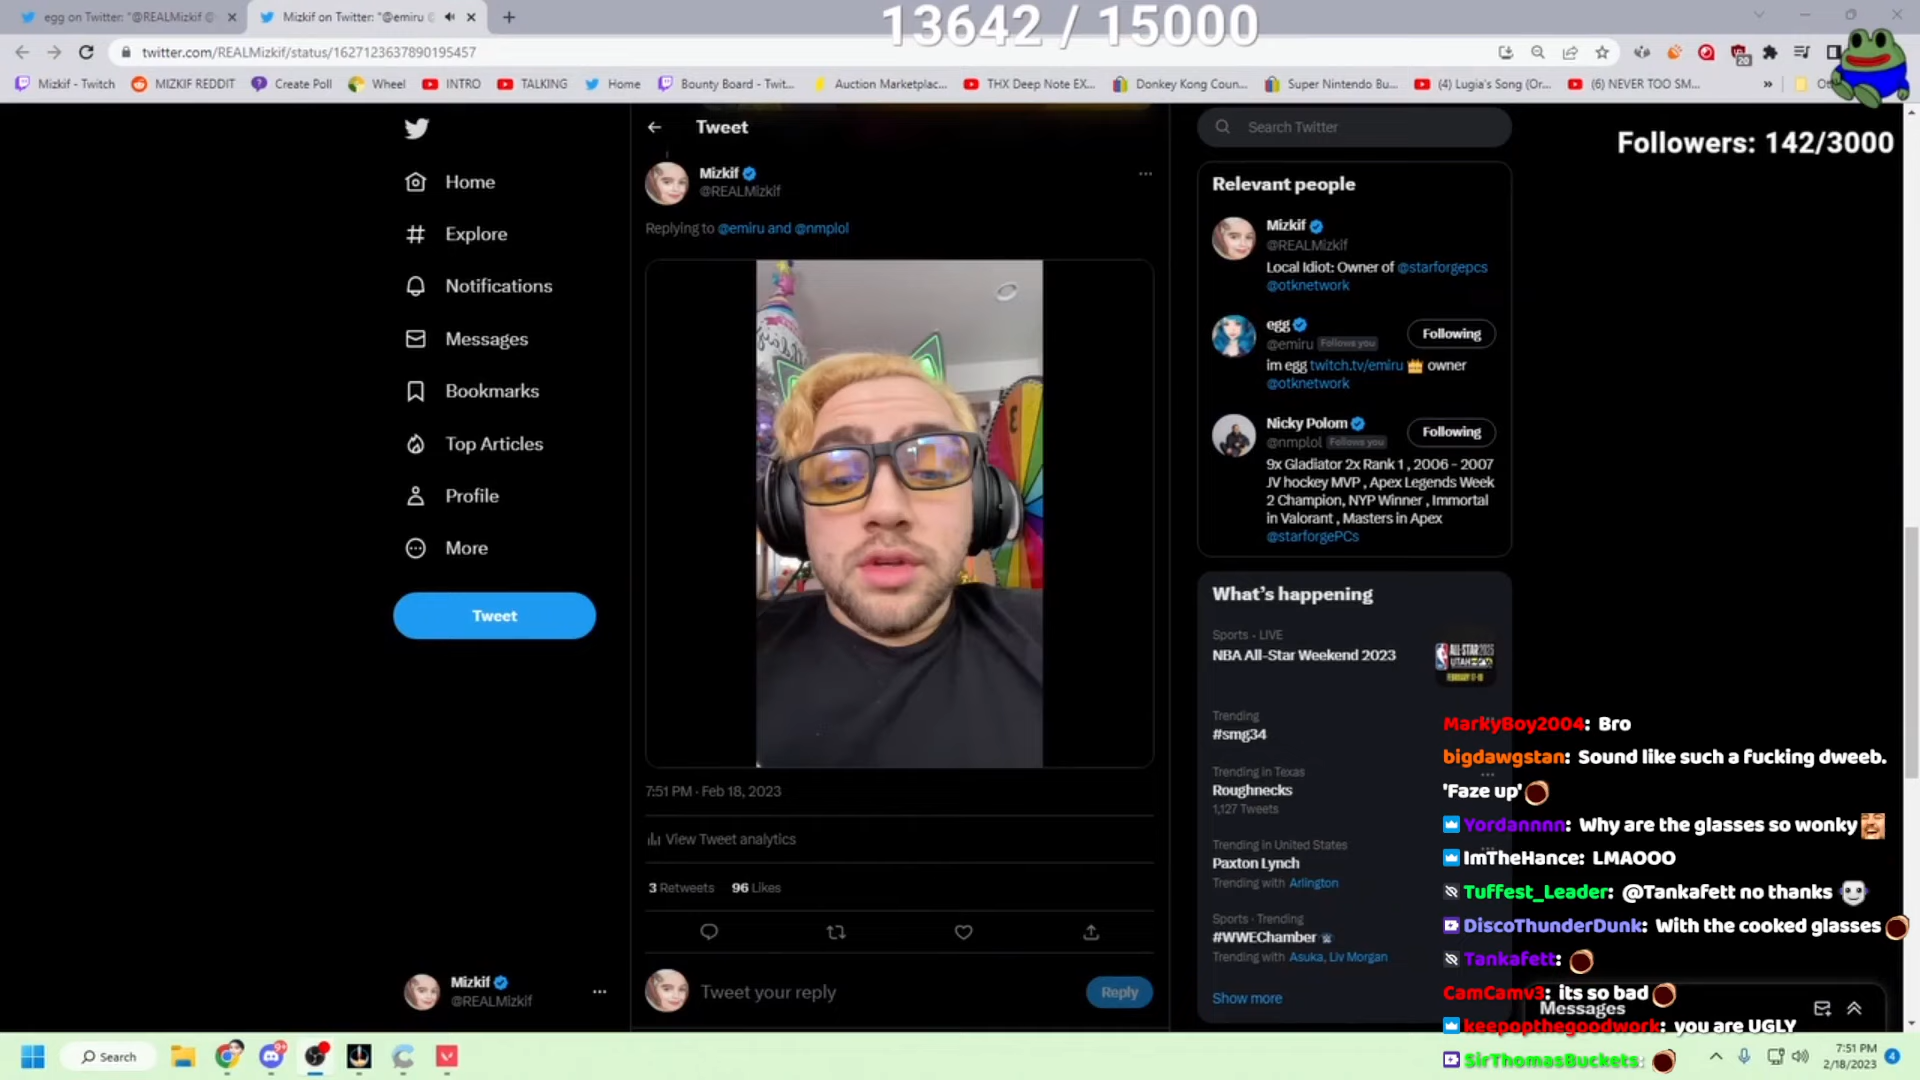 egg on Twitter: "@REALMizkif @
Mizkif on Twitter: "@emiru @
13642 / 15000
twitter.com/REALMizkif/status/1627123637890195457
20
Mizkif - Twitch
MIZKIF REDDIT
Create Poll
Wheel
INTRO
TALKING
Home
Bounty Board - Twit...
Auction Marketplac...
THX Deep Note EX...
Donkey Kong Coun...
Super Nintendo Bu...
(4) Lugia's Song (Or...
(6) NEVER TOO SM...
»
Followers: 142/3000
Home
Explore
Notifications
Messages
Bookmarks
Top Articles
Profile
More
Tweet
Mizkif
@REALMizkif
Tweet
Mizkif
@REALMizkif
Replying to @emiru and @nmplol
7:51 PM · Feb 18, 2023
View Tweet analytics
3 Retweets 96 Likes
Tweet your reply
Reply
Search Twitter
Relevant people
Mizkif
@REALMizkif
Local Idiot: Owner of @starforgepcs
@otknetwork
egg
@emiru Follows you
Following
im egg twitch.tv/emiru owner
@otknetwork
Nicky Polom
@nmplol Follows you
Following
9x Gladiator 2x Rank 1 , 2006 - 2007
JV hockey MVP , Apex Legends Week
2 Champion, NYP Winner , Immortal
in Valorant , Masters in Apex
@starforgePCs
What's happening
Sports · LIVE
NBA All-Star Weekend 2023
Trending
#smg34
Trending in Texas
Roughnecks
1,127 Tweets
Trending in United States
Paxton Lynch
Trending with Arlington
Sports · Trending
#WWEChamber
Trending with Asuka, Liv Morgan
Show more
MarkyBoy2004: Bro
bigdawgstan: Sound like such a fucking dweeb.
'Faze up'
Yordannnn: Why are the glasses so wonky
ImTheHance: LMAOOO
Tuffest_Leader: @Tankafett no thanks
DiscoThunderDunk: With the cooked glasses
Tankafett:
CamCamv3: its so bad
Messages
keepopthegoodwork: you are UGLY
SirThomasBuckets:
Search
7:51 PM
2/18/2023
4